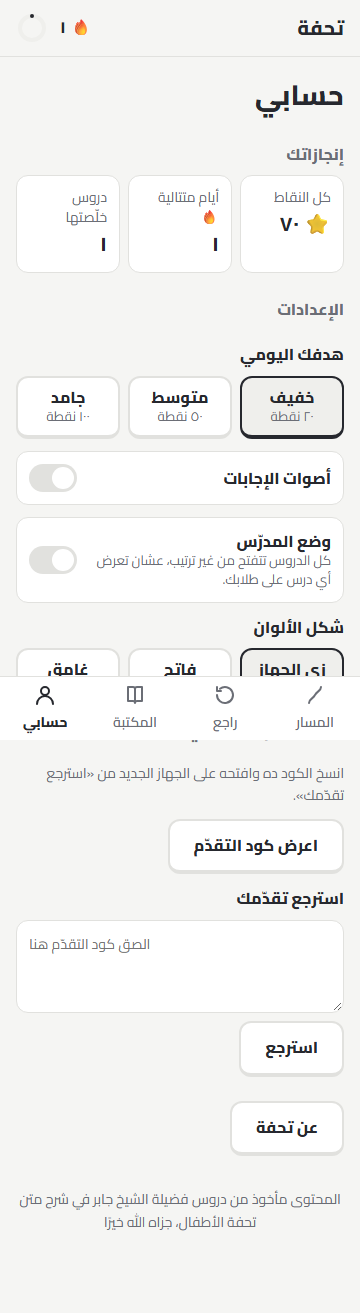 تحفة
🔥 ١
حسابي
إنجازاتك
كل النقاط
⭐ ٧٠
أيام متتالية 🔥
١
دروس خلّصتها
١
الإعدادات
هدفك اليومي
خفيف
٢٠ نقطة
متوسط
٥٠ نقطة
جامد
١٠٠ نقطة
أصوات الإجابات
وضع المدرّس
كل الدروس تتفتح من غير ترتيب، عشان تعرض
أي درس على طلابك.
شكل الألوان
زي الجهاز
فاتح
غامق
المسار
راجع
المكتبة
حسابي
انسخ الكود ده وافتحه على الجهاز الجديد من «استرجع
تقدّمك».
اعرض كود التقدّم
استرجع تقدّمك
الصق كود التقدّم هنا
استرجع
عن تحفة
المحتوى مأخوذ من دروس فضيلة الشيخ جابر في شرح متن
تحفة الأطفال، جزاه الله خيرًا